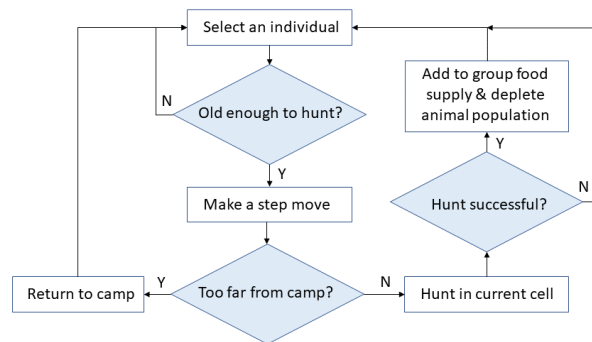 Select an individual
Old enough to hunt?
N
Y
Make a step move
Too far from camp?
Y
Return to camp
N
Hunt in current cell
Hunt successful?
N
Y
Add to group food
supply & deplete
animal population